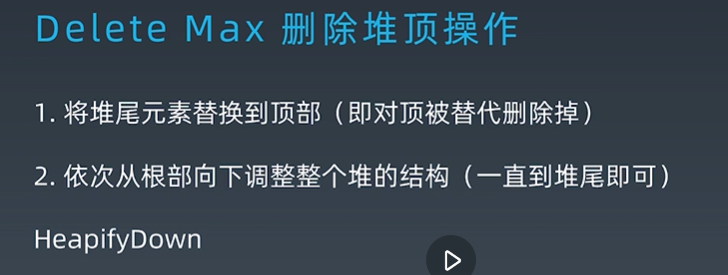 Delete Max 删除堆顶操作
1. 将堆尾元素替换到顶部（即对顶被替代删除掉）
2. 依次从根部向下调整整个堆的结构（一直到堆尾即可）
HeapifyDown